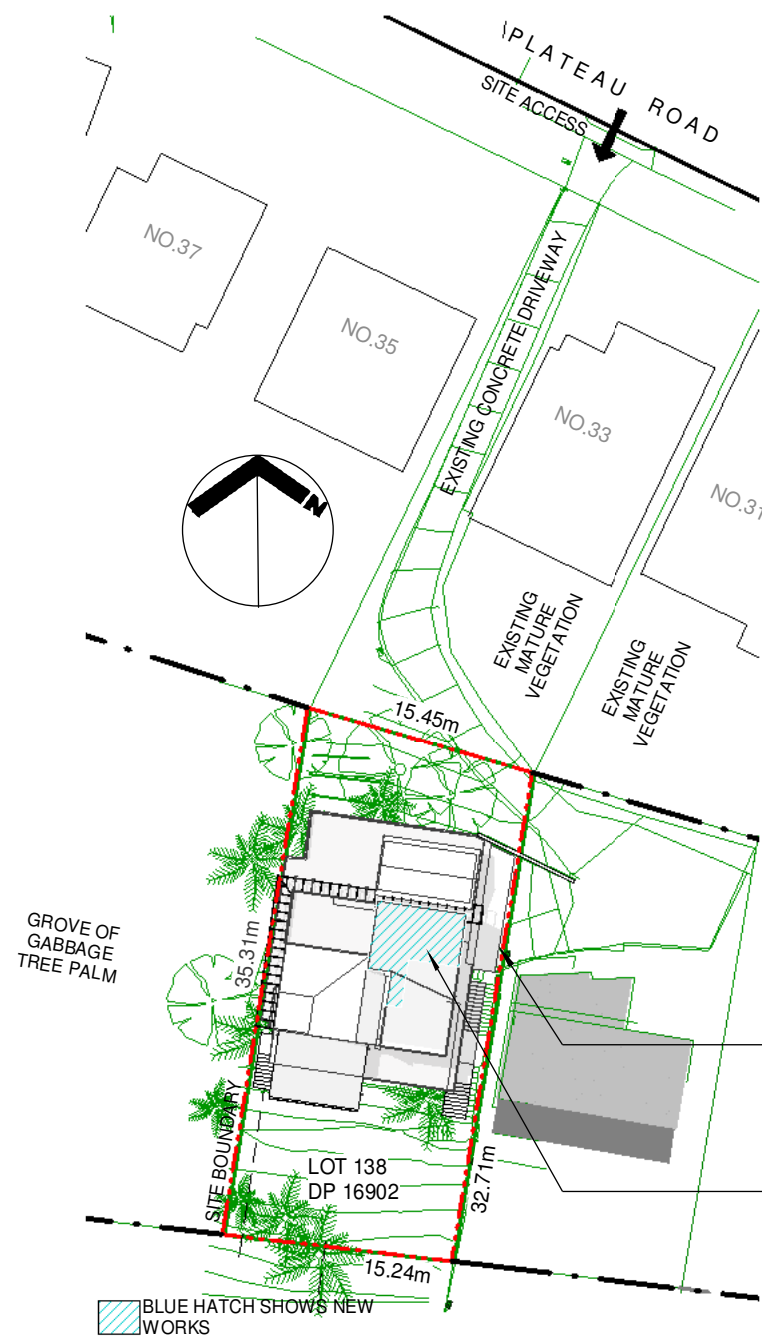 PLATEAU ROAD
SITE ACCESS
NO.37
NO.35
EXISTING CONCRETE DRIVEWAY
NO.33
NO.31
N
EXISTING
MATURE
VEGETATION
EXISTING
MATURE
VEGETATION
15.45m
GROVE OF
GABBAGE
TREE PALM
35.31m
SITE BOUNDARY
LOT 138
DP 16902
32.71m
15.24m
BLUE HATCH SHOWS NEW
WORKS